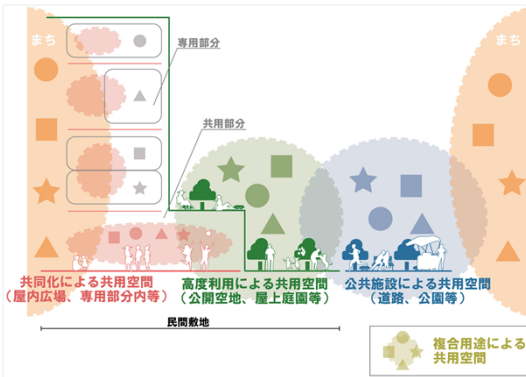 まち
まち
専用部分
共用部分
共同化による共用空間
（屋内広場、専用部分内等）
高度利用による共用空間
（公開空地、屋上庭園等）
公共施設による共用空間
（道路、公園等）
民間敷地
複合用途による
共用空間